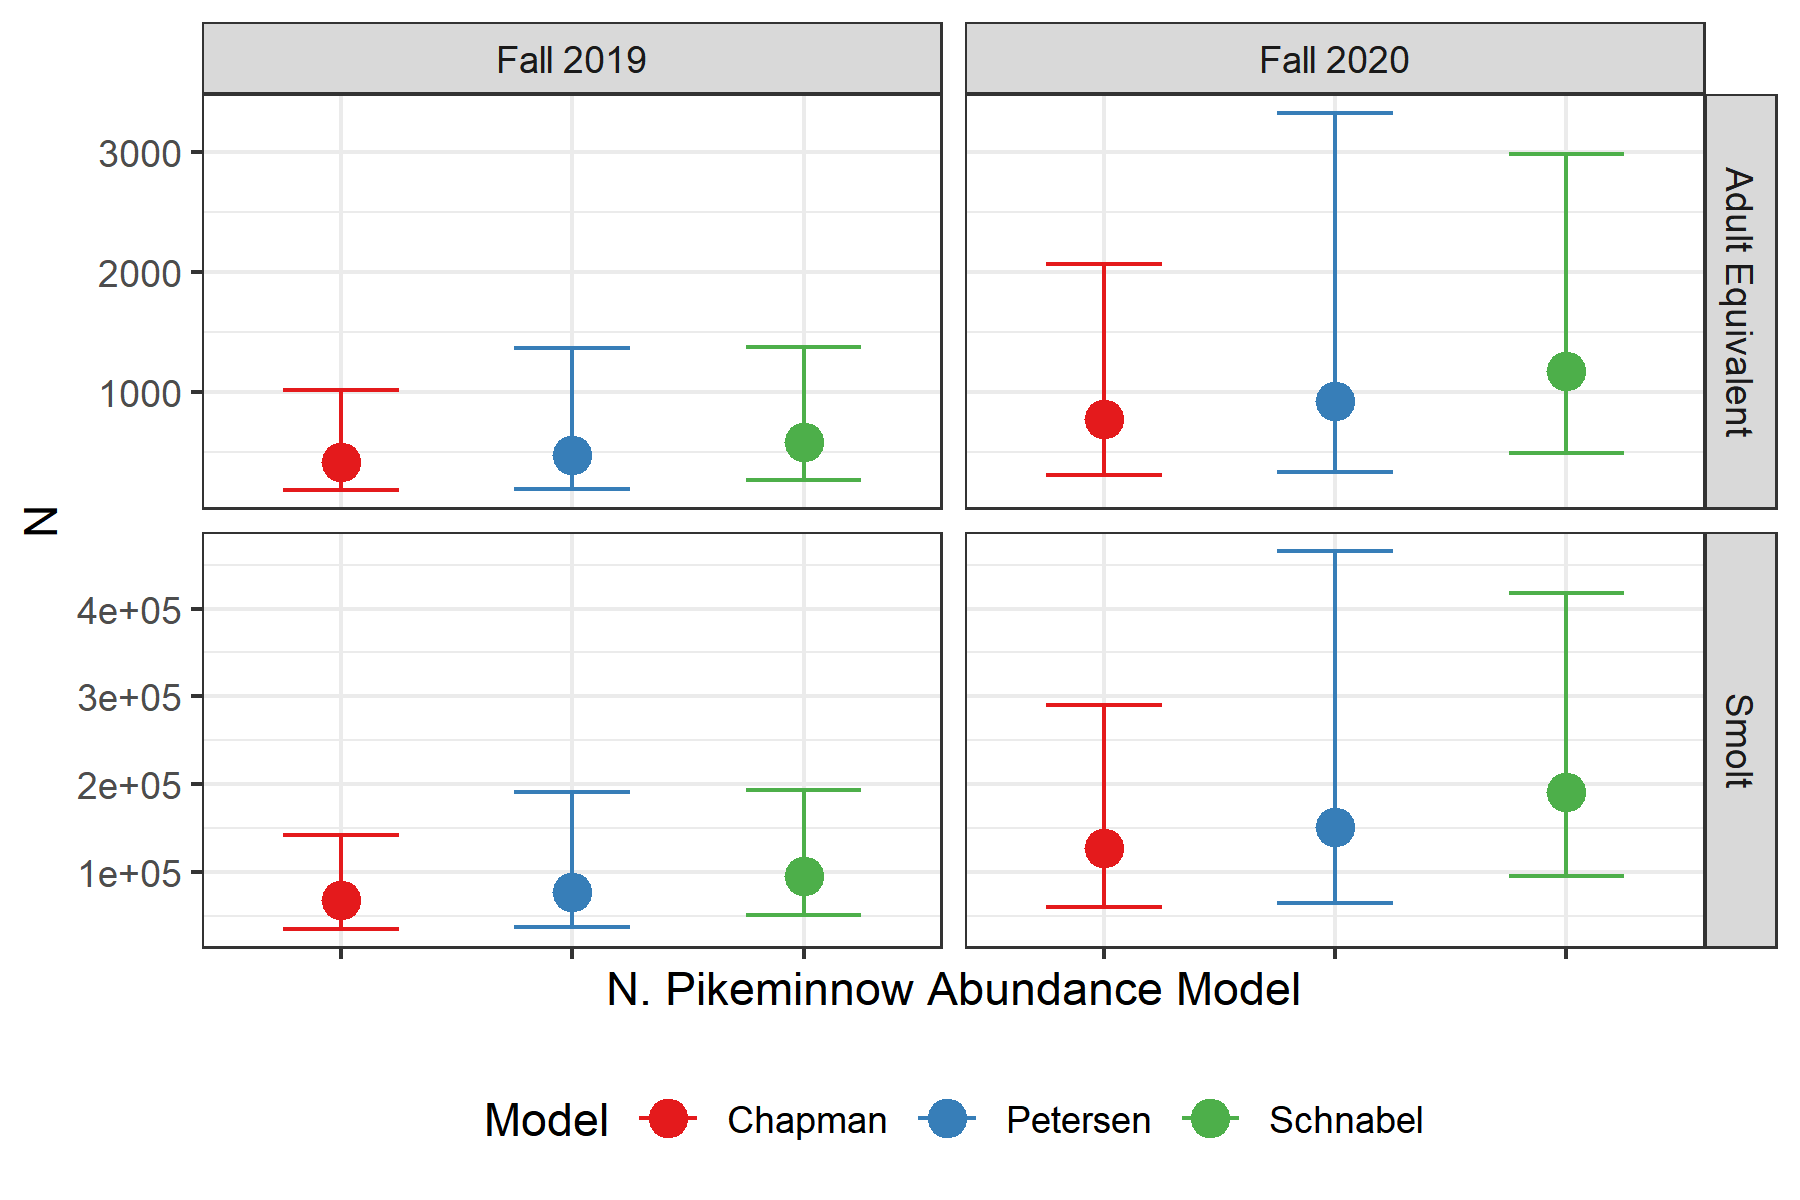 Fall 2019
Fall 2020
3000
2000
1000
Adult Equivalent
N
4e+05
3e+05
2e+05
1e+05
Smolt
N. Pikeminnow Abundance Model
Model Chapman Petersen Schnabel